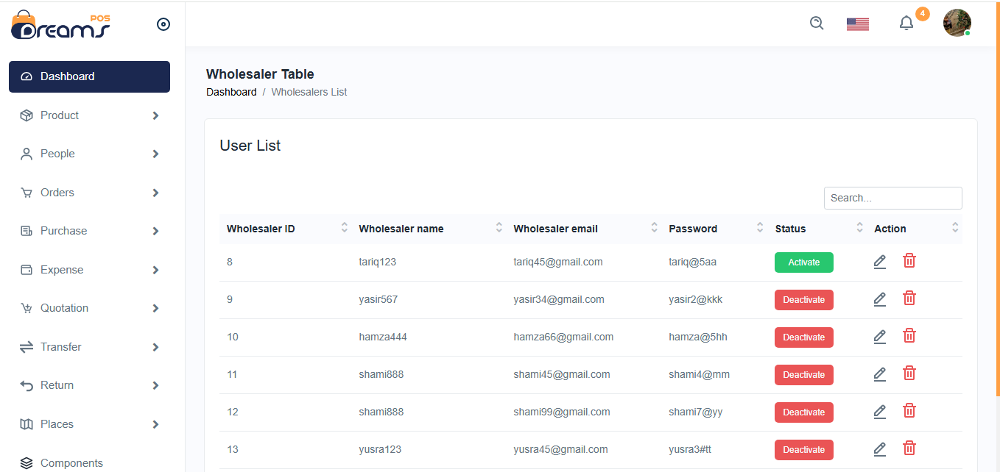 POS
Dreams
4
Dashboard
Product
People
Orders
Purchase
Expense
Quotation
Transfer
Return
Places
Components
Wholesaler Table
Dashboard / Wholesalers List
User List
Search...
Wholesaler ID Wholesaler name Wholesaler email Password Status Action
8 tariq123 tariq45@gmail.com tariq@5aa Activate
9 yasir567 yasir34@gmail.com yasir2@kkk Deactivate
10 hamza444 hamza66@gmail.com hamza@5hh Deactivate
11 shami888 shami45@gmail.com shami4@mm Deactivate
12 shami888 shami99@gmail.com shami7@yy Deactivate
13 yusra123 yusra45@gmail.com yusra3#tt Deactivate